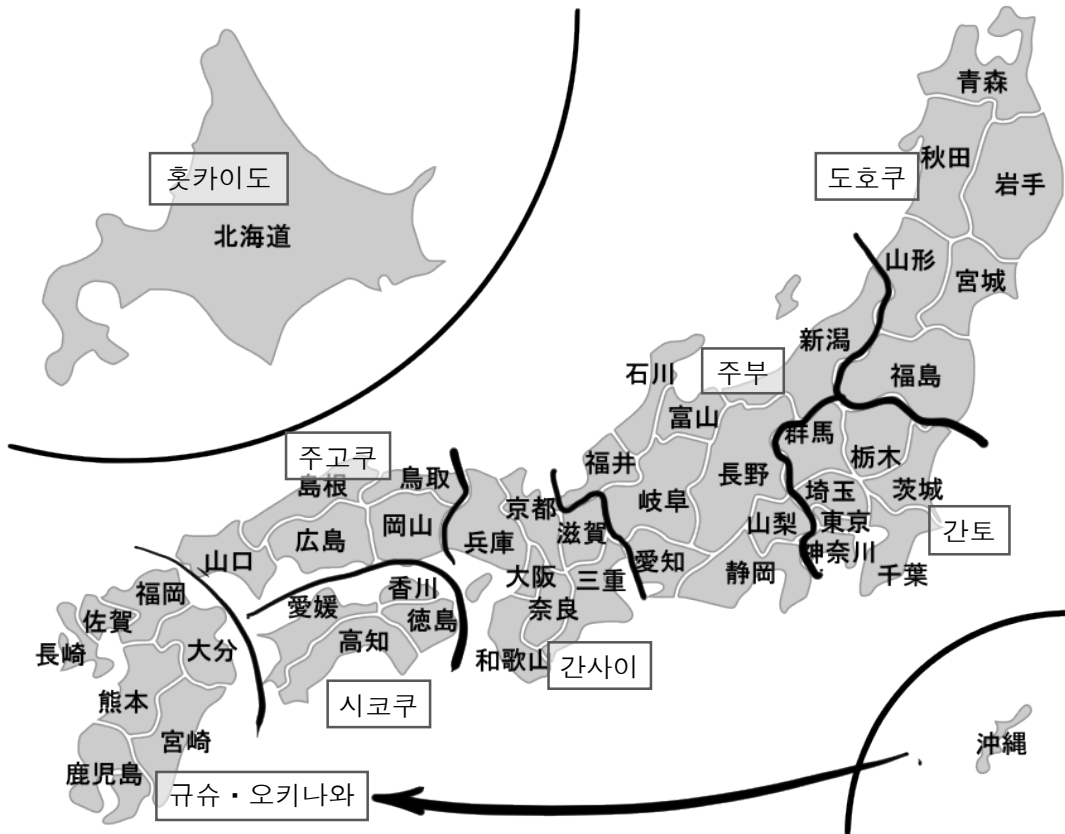 青森
홋카이도
도호쿠
秋田
岩手
北海道
山形
宮城
新潟
石川
주부
福島
富山
群馬
주고쿠
福井
栃木
長野
島根
鳥取
岐阜
埼玉
茨城
京都
岡山
山梨
東京
간토
広島
兵庫
滋賀
神奈川
山口
愛知
静岡
千葉
大阪
三重
福岡
香川
愛媛
奈良
佐賀
徳島
高知
長崎
大分
和歌山
간사이
熊本
시코쿠
宮崎
沖縄
鹿児島
규슈・오키나와